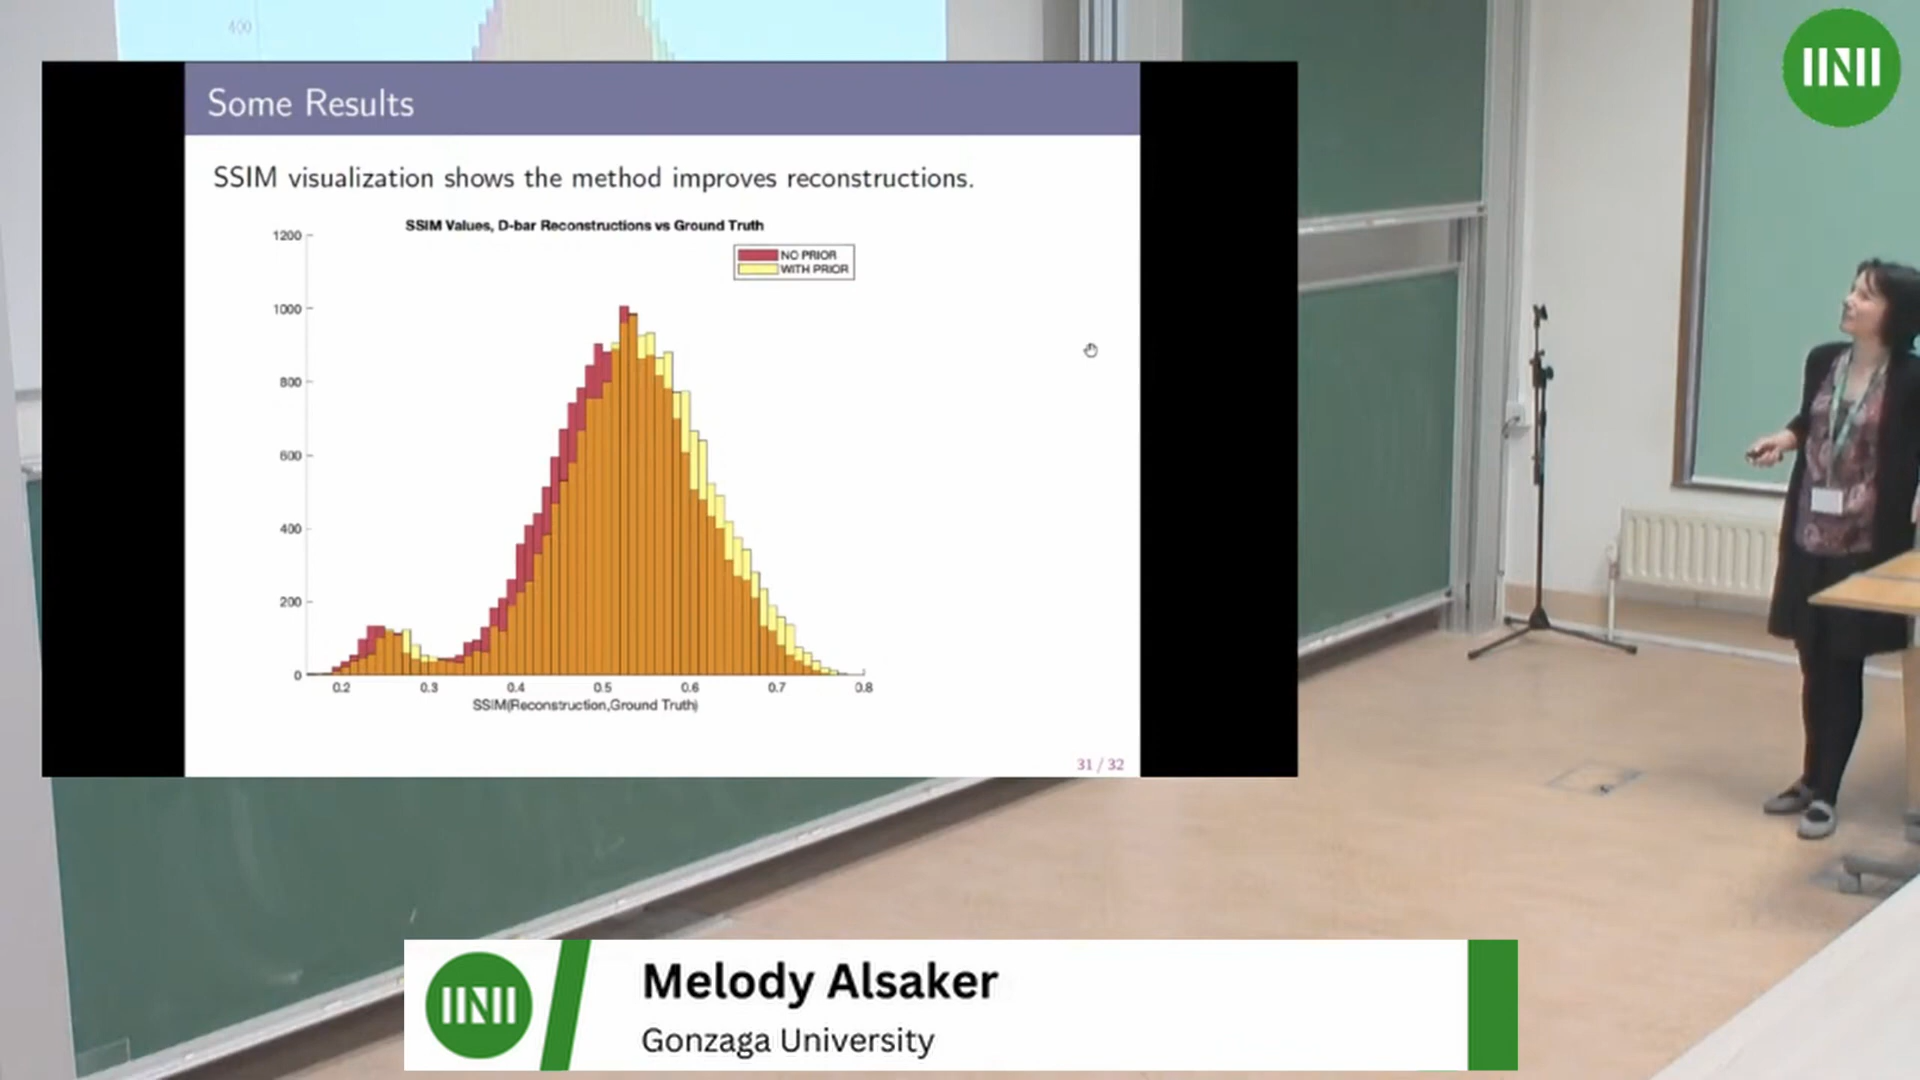 400
Some Results
SSIM visualization shows the method improves reconstructions.
SSIM Values, D-bar Reconstructions vs Ground Truth
NO PRIOR
WITH PRIOR
1200
1000
800
600
400
200
0
0.2 0.3 0.4 0.5 0.6 0.7 0.8
SSIM(Reconstruction,Ground Truth)
31 / 32
Melody Alsaker
Gonzaga University